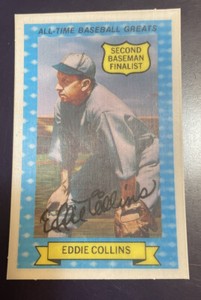 ALL-TIME BASEBALL GREATS
SECOND
BASEMAN
FINALIST
Eddie Collins
EDDIE COLLINS